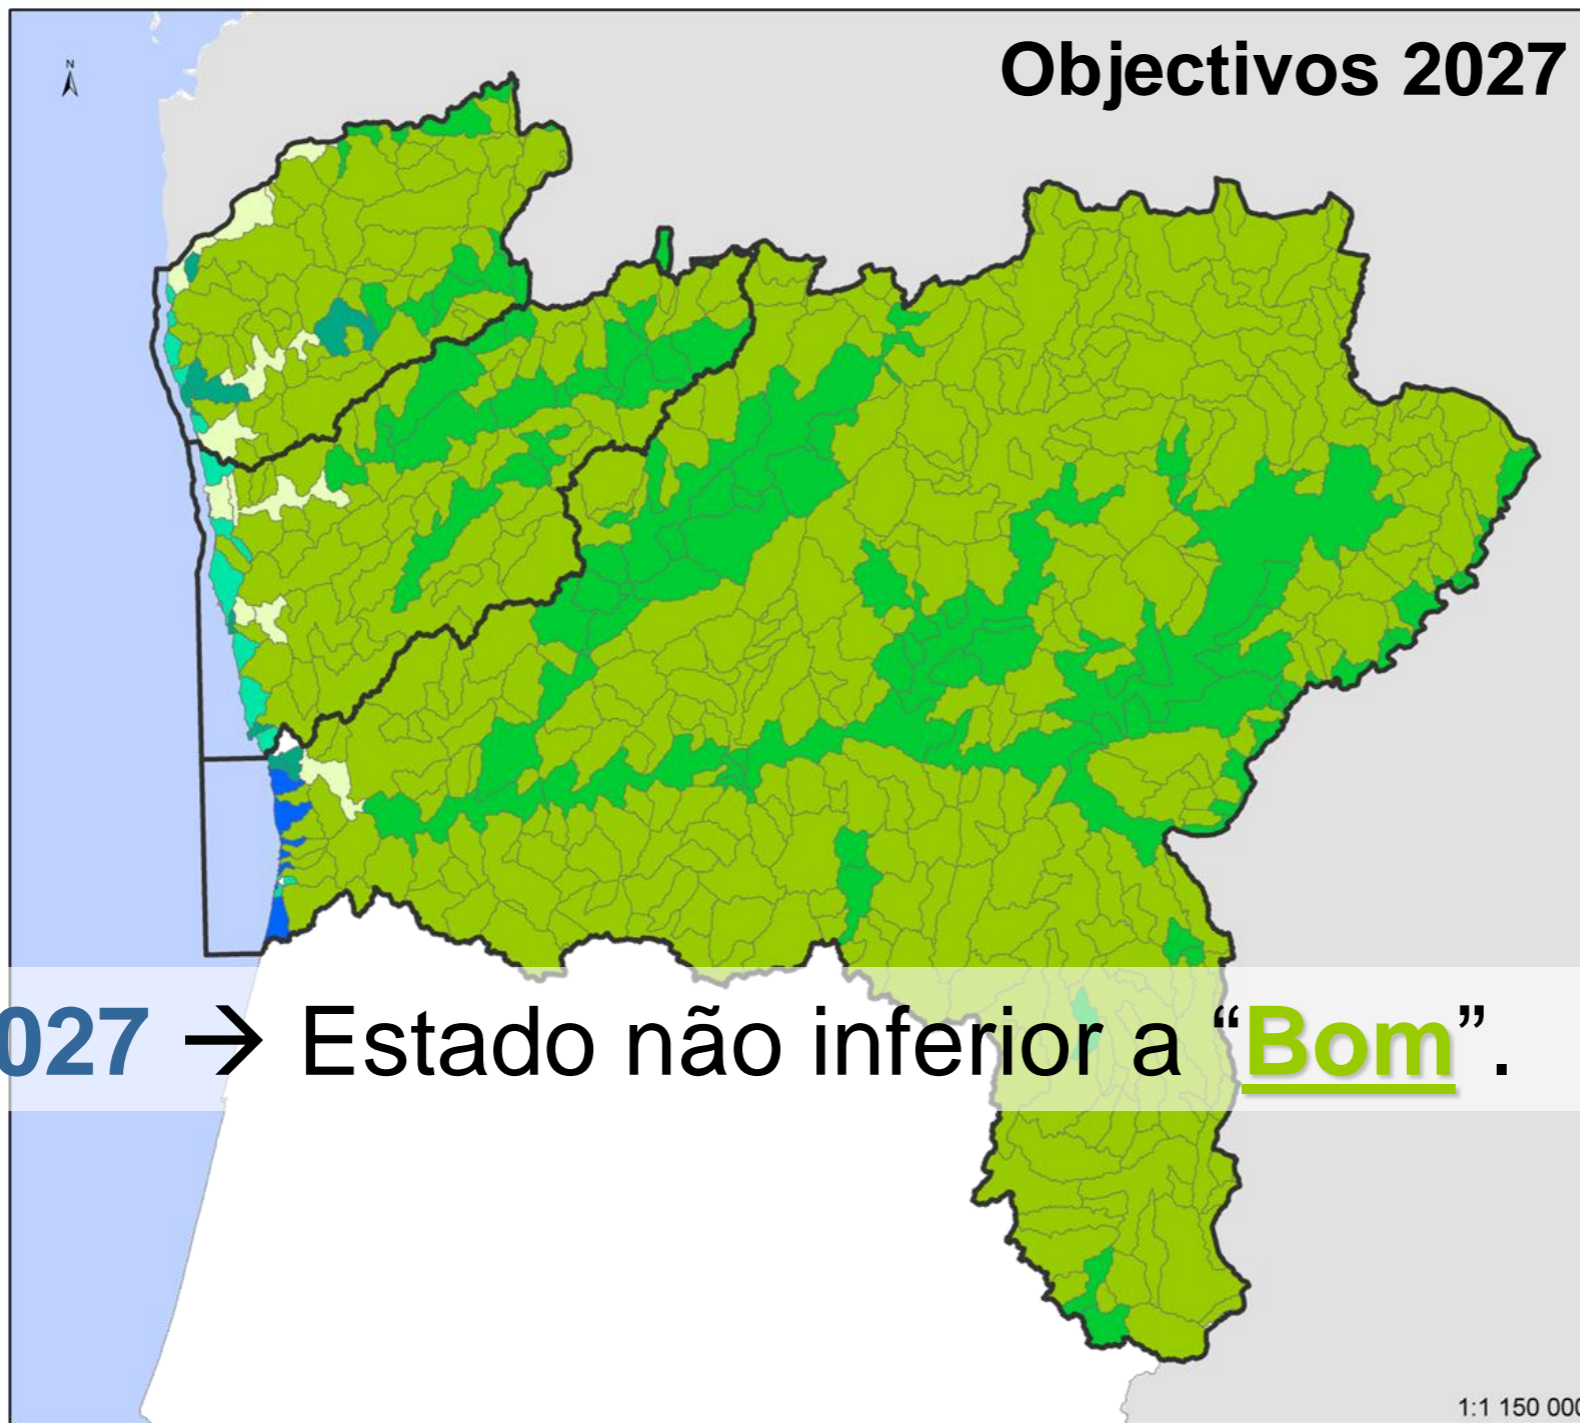 Objectivos 2027
N
027 → Estado não inferior a “Bom”.
1:1 150 000